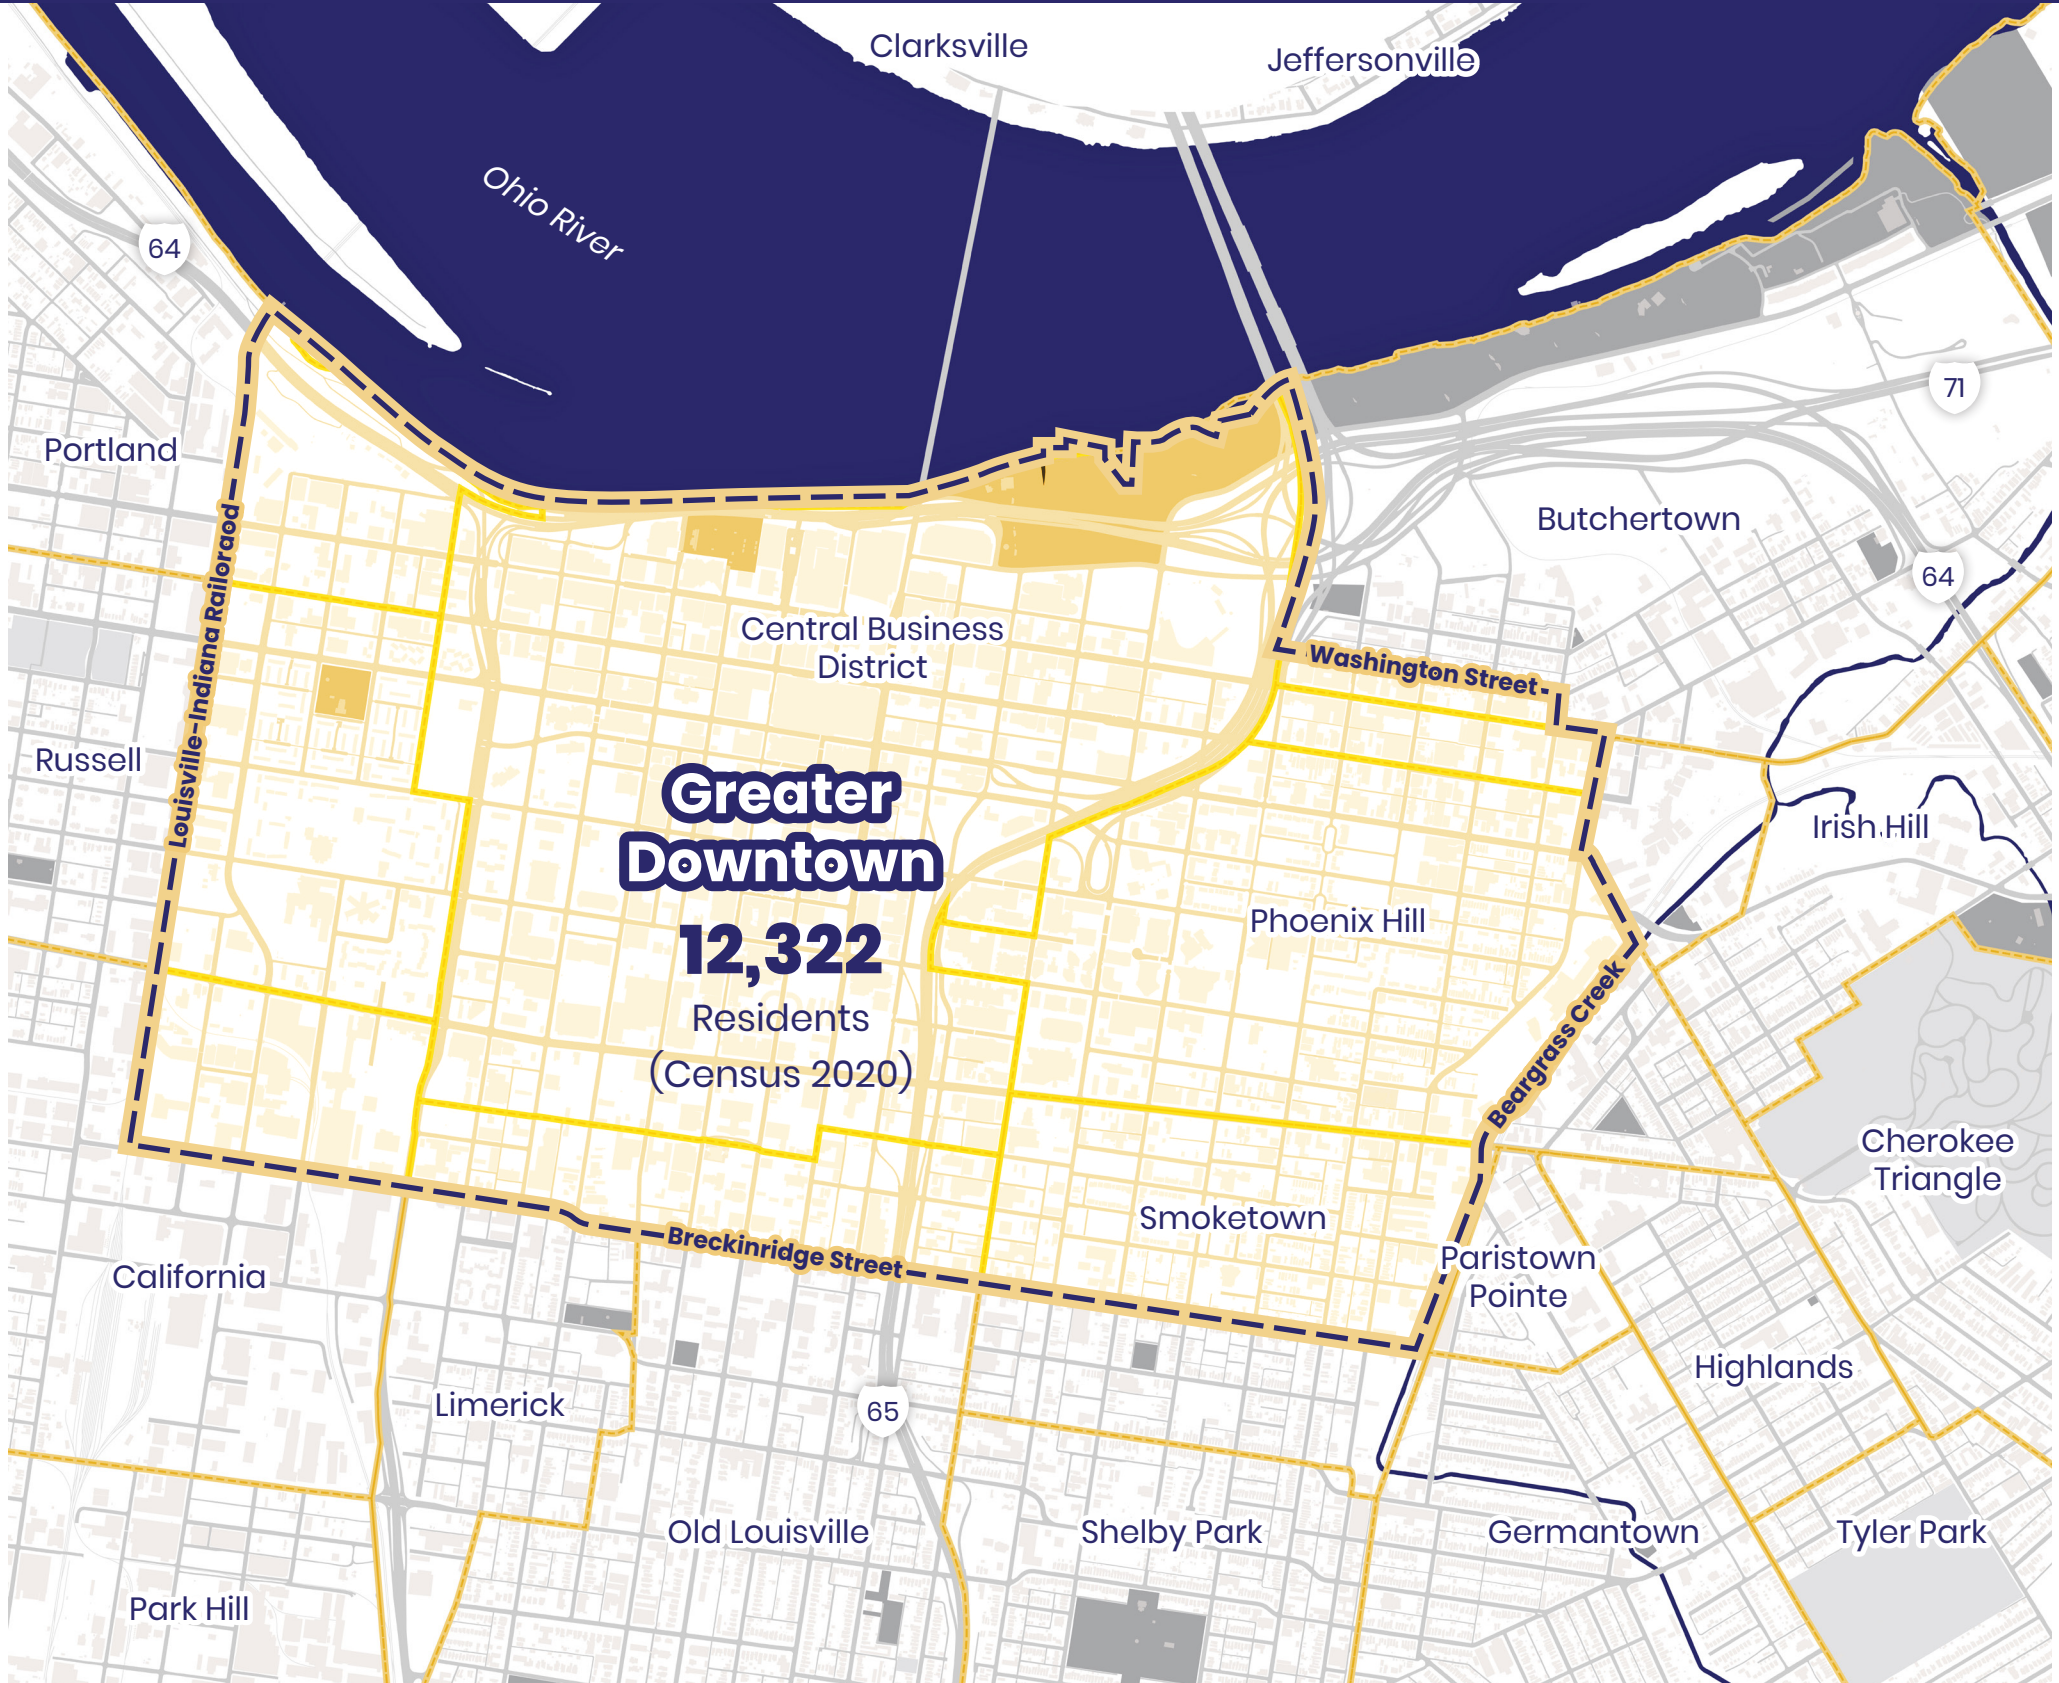 Clarksville
Jeffersonville
Ohio River
64
71
Portland
Butchertown
64
Central Business
District
Washington Street
Louisville-Indiana Railoraod
Russell
Greater
Downtown
12,322
Residents
(Census 2020)
Irish Hill
Phoenix Hill
Beargrass Creek
Cherokee
Triangle
Smoketown
Paristown
Pointe
Breckinridge Street
California
Highlands
Limerick
65
Old Louisville
Shelby Park
Germantown
Tyler Park
Park Hill